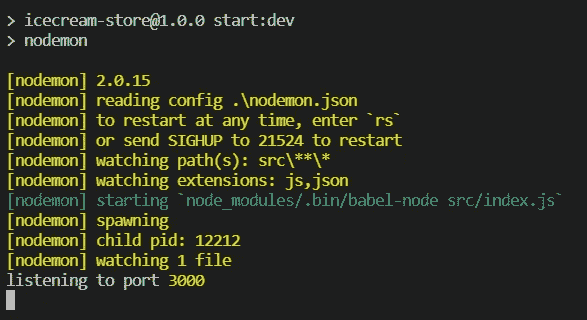 > icecream-store@1.0.0 start:dev
> nodemon
[nodemon] 2.0.15
[nodemon] reading config .\nodemon.json
[nodemon] to restart at any time, enter `rs`
[nodemon] or send SIGHUP to 21524 to restart
[nodemon] watching path(s): src\**\*
[nodemon] watching extensions: js,json
[nodemon] starting `node_modules/.bin/babel-node src/index.js`
[nodemon] spawning
[nodemon] child pid: 12212
[nodemon] watching 1 file
listening to port 3000